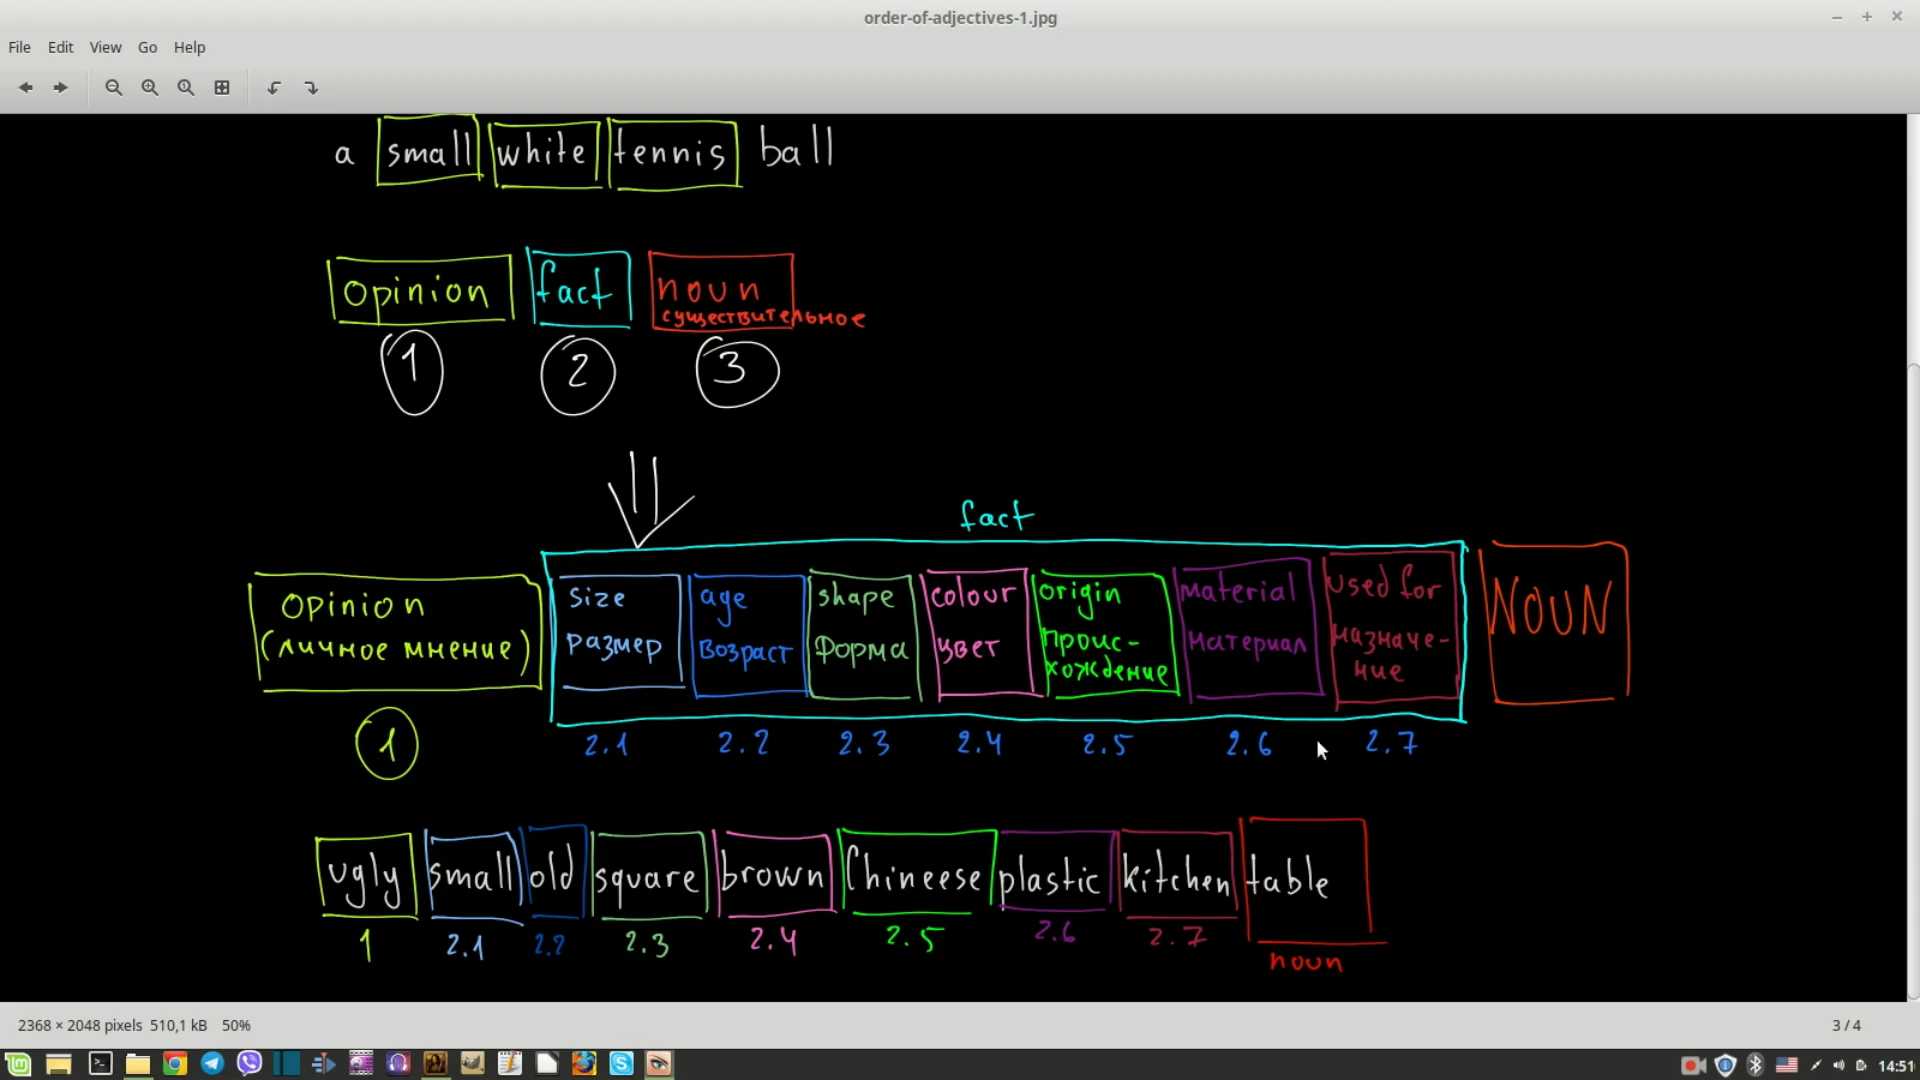 order-of-adjectives-1.jpg
File Edit View Go Help
a small white tennis ball
opinion fact noun
существительное
1 2 3
fact
opinion size age shape colour origin material used for NOUN
(личное мнение) размер возраст форма цвет проис- материал назначе-
хождение ние
1 2.1 2.2 2.3 2.4 2.5 2.6 2.7
ugly small old square brown Chineese plastic kitchen table
1 2.1 2.2 2.3 2.4 2.5 2.6 2.7
noun
2368 × 2048 pixels 510,1 kB 50% 3 / 4
14:51